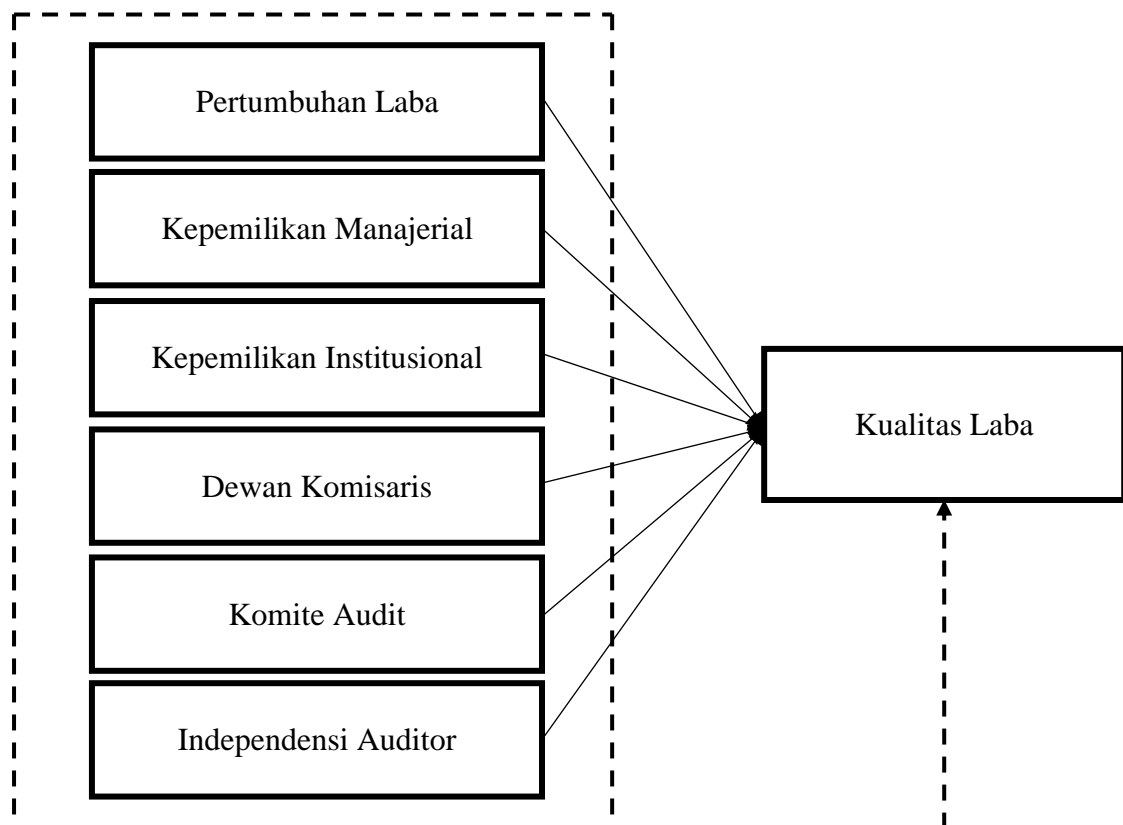 Pertumbuhan Laba
Kepemilikan Manajerial
Kepemilikan Institusional
Kualitas Laba
Dewan Komisaris
Komite Audit
Independensi Auditor